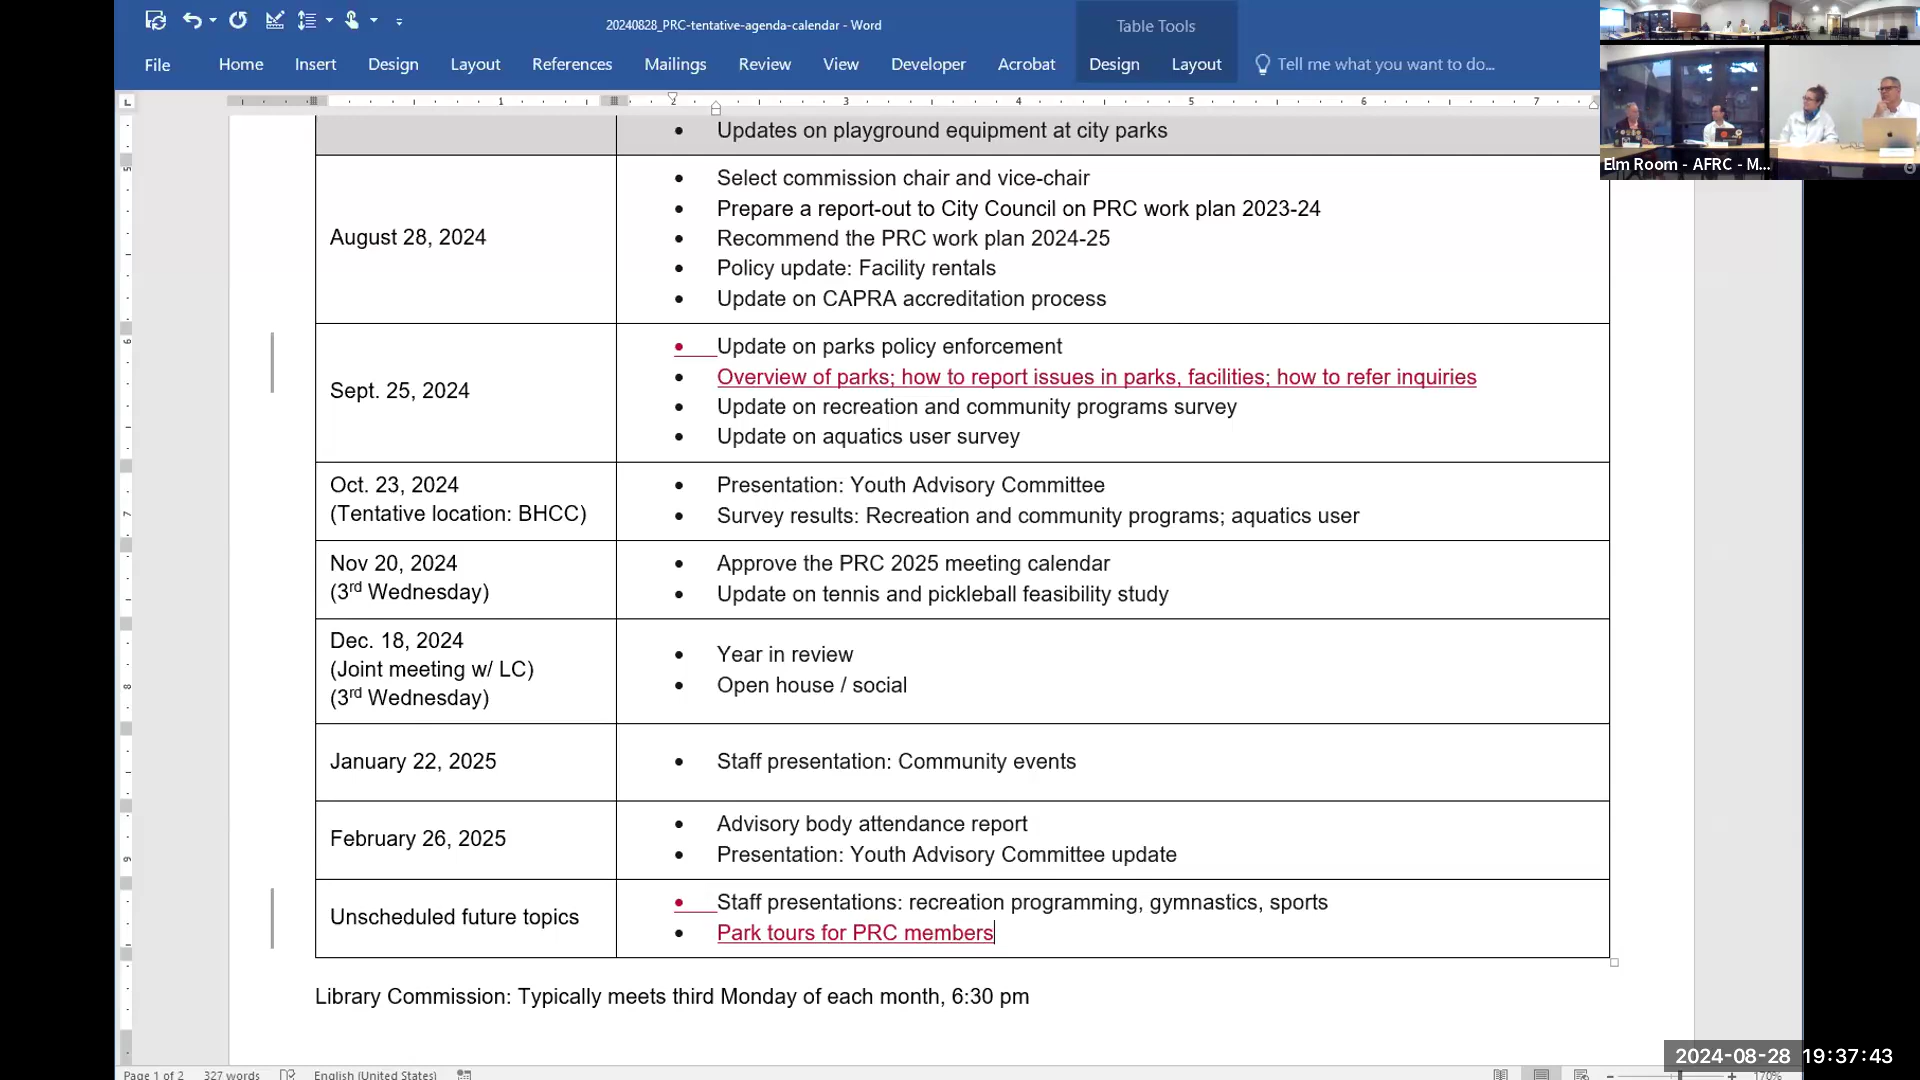 20240828_PRC-tentative-agenda-calendar - Word
Table Tools
File Home Insert Design Layout References Mailings Review View Developer Acrobat Design Layout Tell me what you want to do...
1 2 3 4 5 6 7
Elm Room - AFRC - M...
• Updates on playground equipment at city parks
August 28, 2024
• Select commission chair and vice-chair
• Prepare a report-out to City Council on PRC work plan 2023-24
• Recommend the PRC work plan 2024-25
• Policy update: Facility rentals
• Update on CAPRA accreditation process
Sept. 25, 2024
• Update on parks policy enforcement
• Overview of parks; how to report issues in parks, facilities; how to refer inquiries
• Update on recreation and community programs survey
• Update on aquatics user survey
Oct. 23, 2024
(Tentative location: BHCC)
• Presentation: Youth Advisory Committee
• Survey results: Recreation and community programs; aquatics user
Nov 20, 2024
(3rd Wednesday)
• Approve the PRC 2025 meeting calendar
• Update on tennis and pickleball feasibility study
Dec. 18, 2024
(Joint meeting w/ LC)
(3rd Wednesday)
• Year in review
• Open house / social
January 22, 2025
• Staff presentation: Community events
February 26, 2025
• Advisory body attendance report
• Presentation: Youth Advisory Committee update
Unscheduled future topics
• Staff presentations: recreation programming, gymnastics, sports
• Park tours for PRC members
Library Commission: Typically meets third Monday of each month, 6:30 pm
2024-08-28 19:37:43
Page 1 of 2 327 words English (United States) 170%